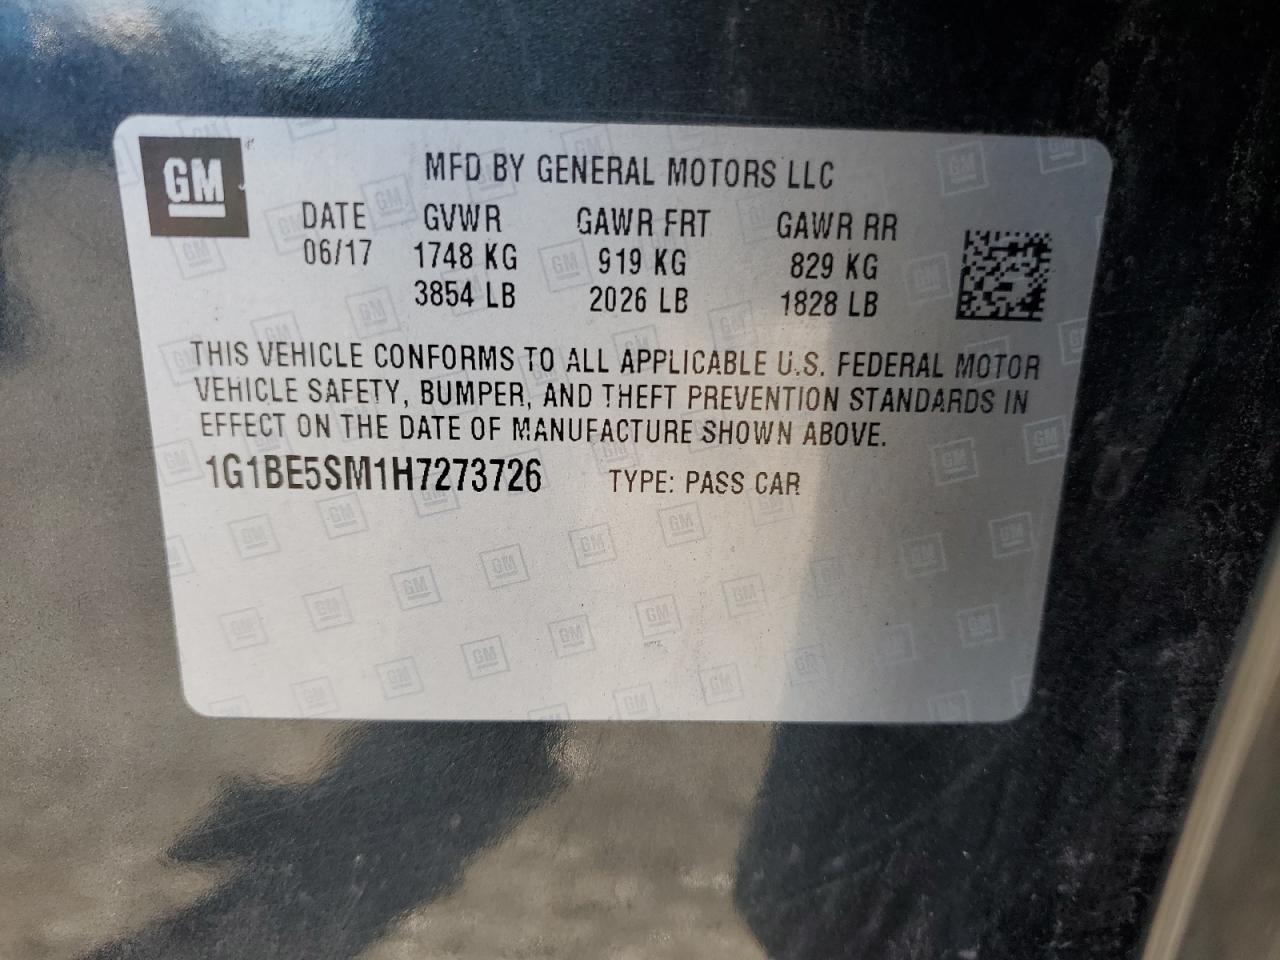 GM
MFD BY GENERAL MOTORS LLC
DATE GVWR GAWR FRT GAWR RR
06/17 1748 KG 919 KG 829 KG
3854 LB 2026 LB 1828 LB
THIS VEHICLE CONFORMS TO ALL APPLICABLE U.S. FEDERAL MOTOR
VEHICLE SAFETY, BUMPER, AND THEFT PREVENTION STANDARDS IN
EFFECT ON THE DATE OF MANUFACTURE SHOWN ABOVE.
1G1BE5SM1H7273726 TYPE: PASS CAR